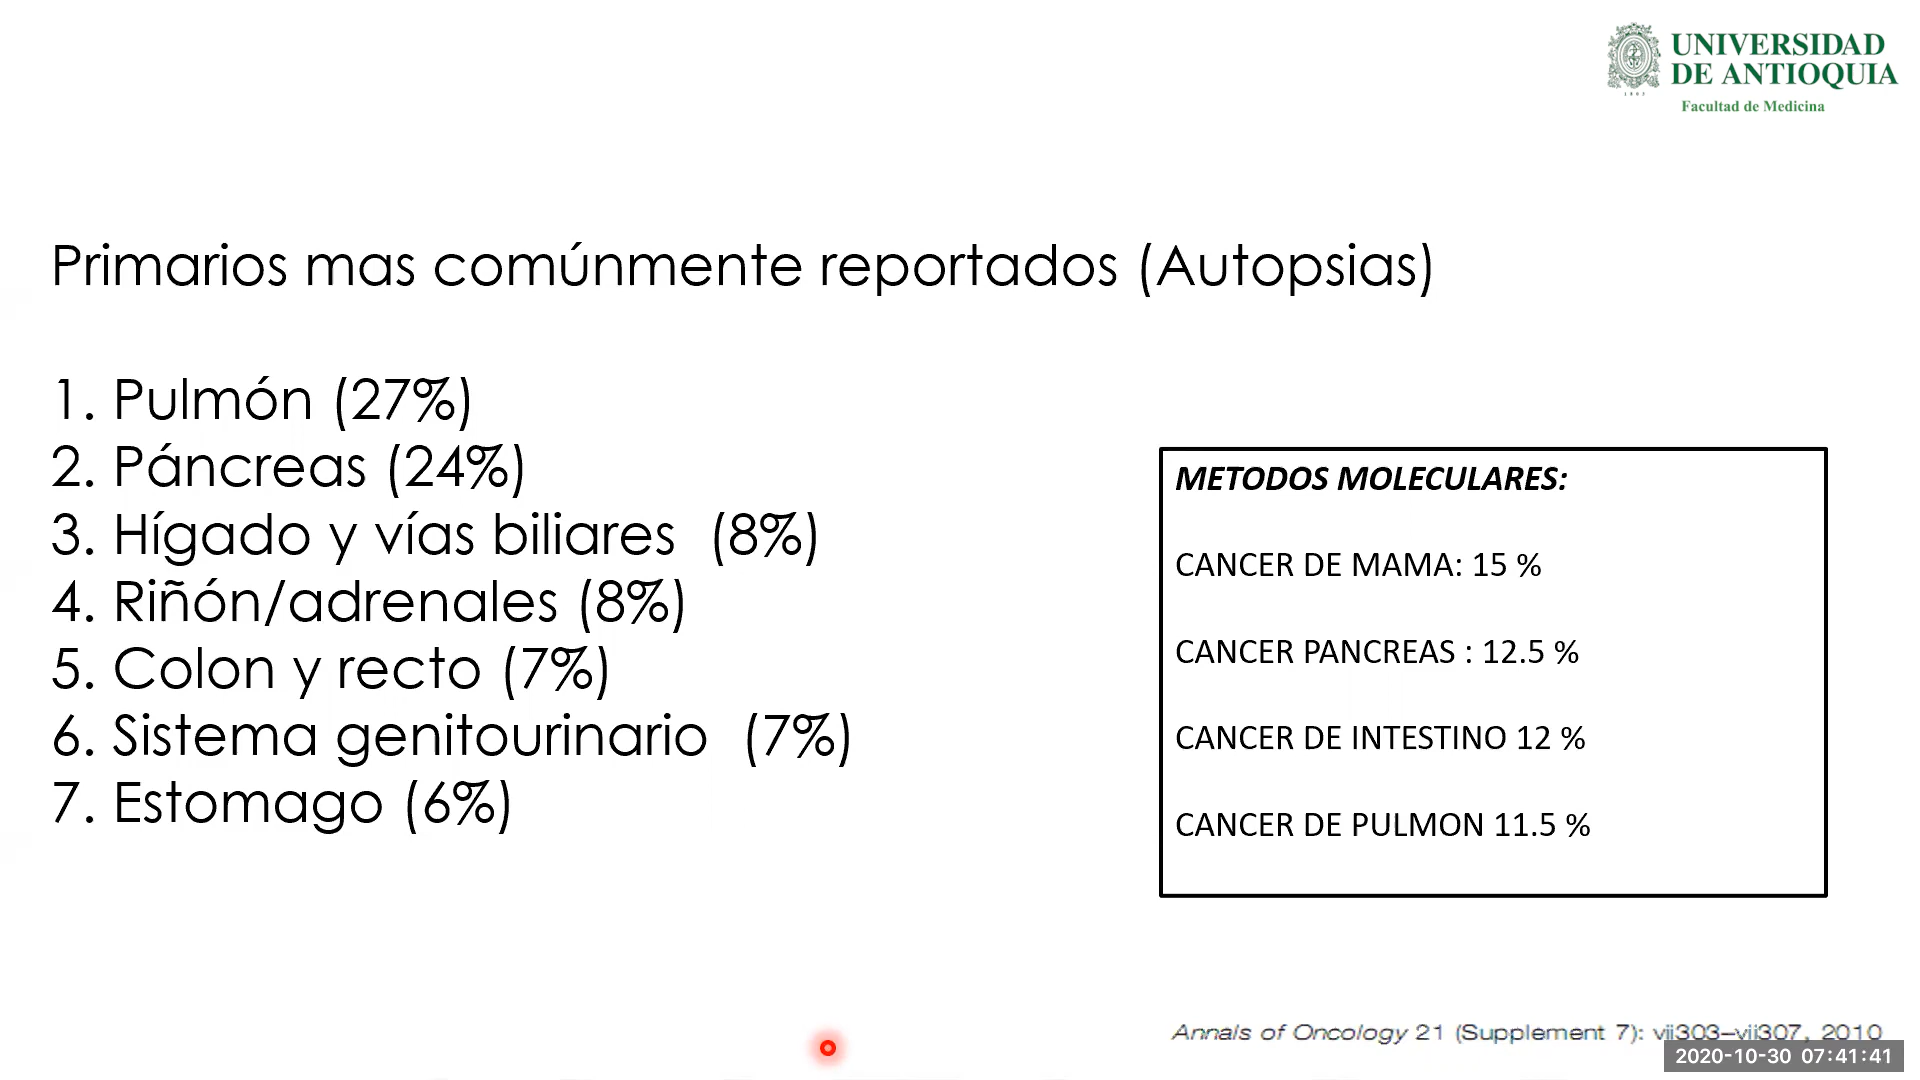 UNIVERSIDAD
DE ANTIOQUIA
1803
Facultad de Medicina
Primarios mas comúnmente reportados (Autopsias)
1. Pulmón (27%)
2. Páncreas (24%)
3. Hígado y vías biliares (8%)
4. Riñón/adrenales (8%)
5. Colon y recto (7%)
6. Sistema genitourinario (7%)
7. Estomago (6%)
METODOS MOLECULARES:
CANCER DE MAMA: 15 %
CANCER PANCREAS : 12.5 %
CANCER DE INTESTINO 12 %
CANCER DE PULMON 11.5 %
Annals of Oncology 21 (Supplement 7): vii303–vii307, 2010
2020-10-30 07:41:41